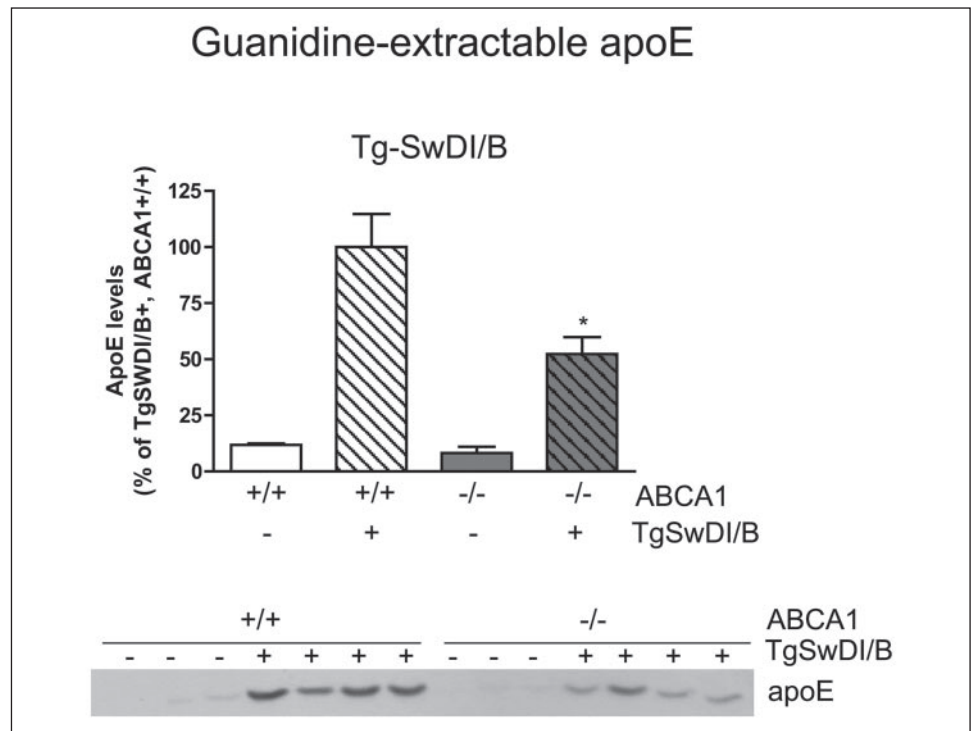 Guanidine-extractable apoE
Tg-SwDI/B
ApoE levels
(% of TgSWDI/B+, ABCA1+/+)
125
100
75
50
25
0
*
+/+ +/+ -/- -/- ABCA1
- + - + TgSwDI/B
+/+ -/- ABCA1
- - - + + + + - - - + + + + TgSwDI/B
apoE